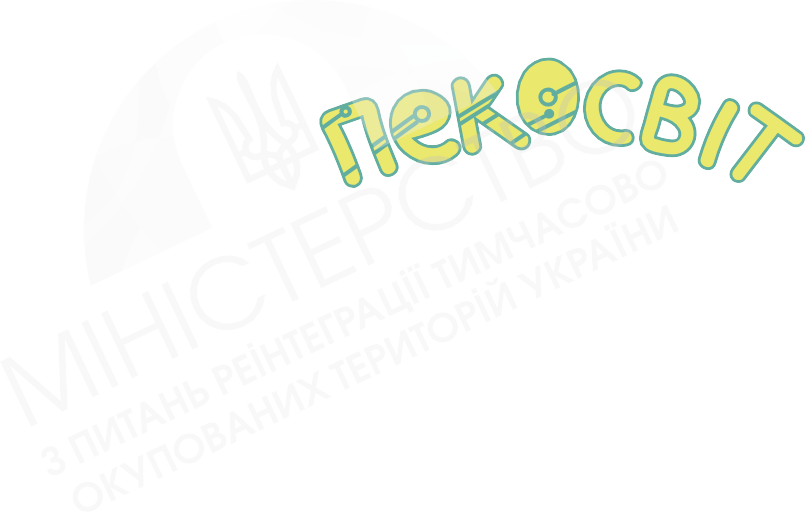 ПЕКОСВІТ
МІНІСТЕРСТВО
З ПИТАНЬ РЕІНТЕГРАЦІЇ ТИМЧАСОВО
ОКУПОВАНИХ ТЕРИТОРІЙ УКРАЇНИ